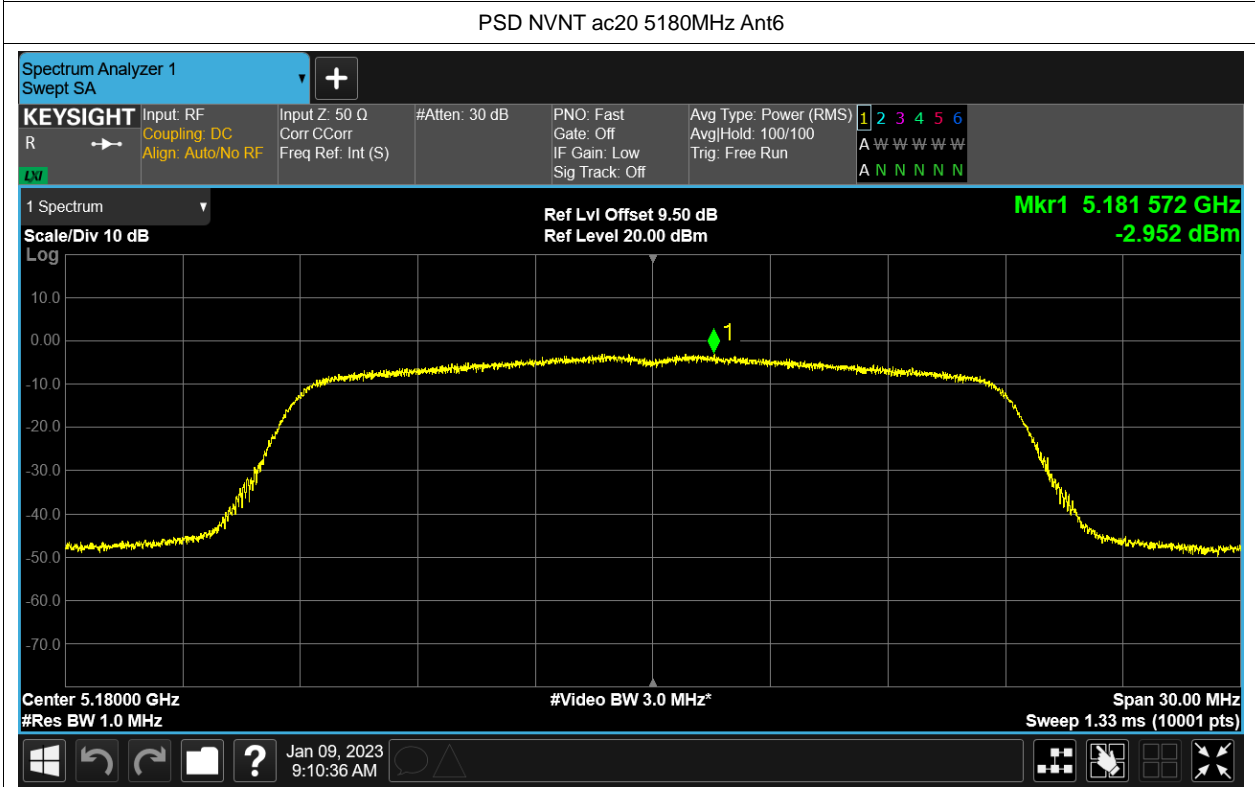 PSD NVNT ac20 5180MHz Ant6
Spectrum Analyzer 1
Swept SA
KEYSIGHT
R
LXI
Input: RF
Coupling: DC
Align: Auto/No RF
Input Z: 50 Ω
Corr CCorr
Freq Ref: Int (S)
#Atten: 30 dB
PNO: Fast
Gate: Off
IF Gain: Low
Sig Track: Off
Avg Type: Power (RMS)
Avg|Hold: 100/100
Trig: Free Run
1 2 3 4 5 6
A W W W W W
A N N N N N
1 Spectrum
Scale/Div 10 dB
Log
Ref Lvl Offset 9.50 dB
Ref Level 20.00 dBm
Mkr1 5.181 572 GHz
-2.952 dBm
1
10.0
0.00
-10.0
-20.0
-30.0
-40.0
-50.0
-60.0
-70.0
Center 5.18000 GHz
#Res BW 1.0 MHz
#Video BW 3.0 MHz*
Span 30.00 MHz
Sweep 1.33 ms (10001 pts)
?
Jan 09, 2023
9:10:36 AM